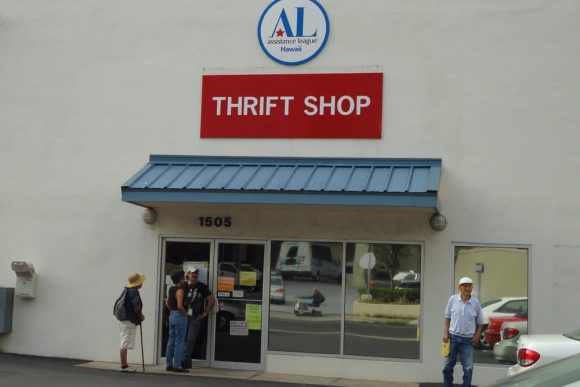 AL
assistance league®
Hawaii
THRIFT SHOP
1505